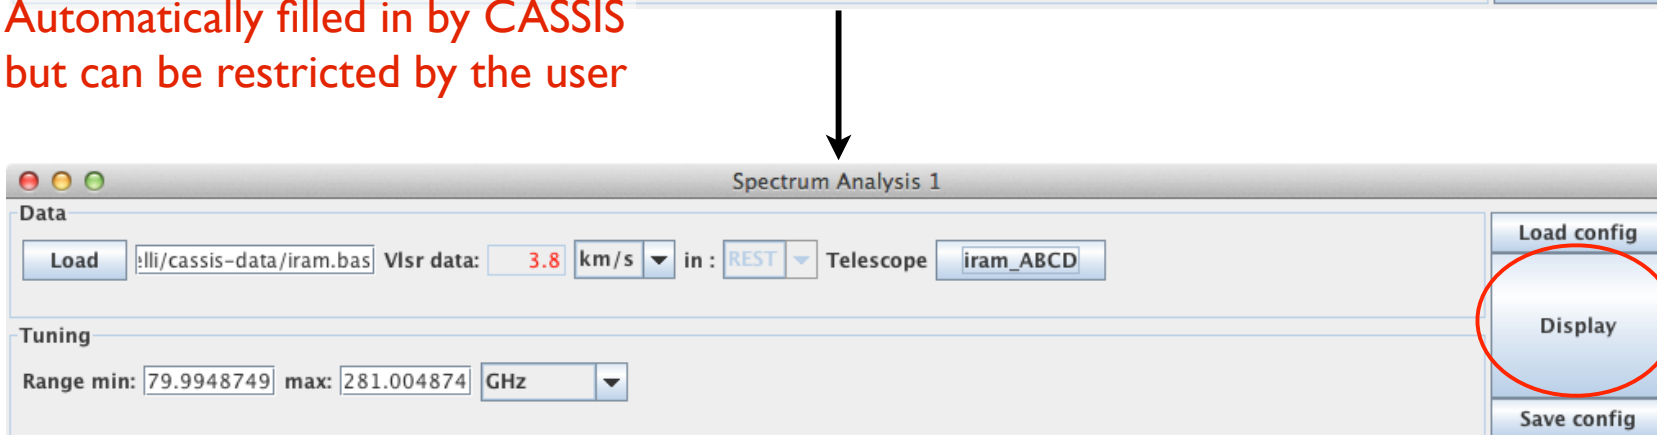 Automatically filled in by CASSIS
but can be restricted by the user
Spectrum Analysis 1
Data
Load lli/cassis-data/iram.bas Vlsr data: 3.8 km/s in : REST Telescope iram_ABCD
Load config
Display
Tuning
Range min: 79.9948749 max: 281.004874 GHz
Save config